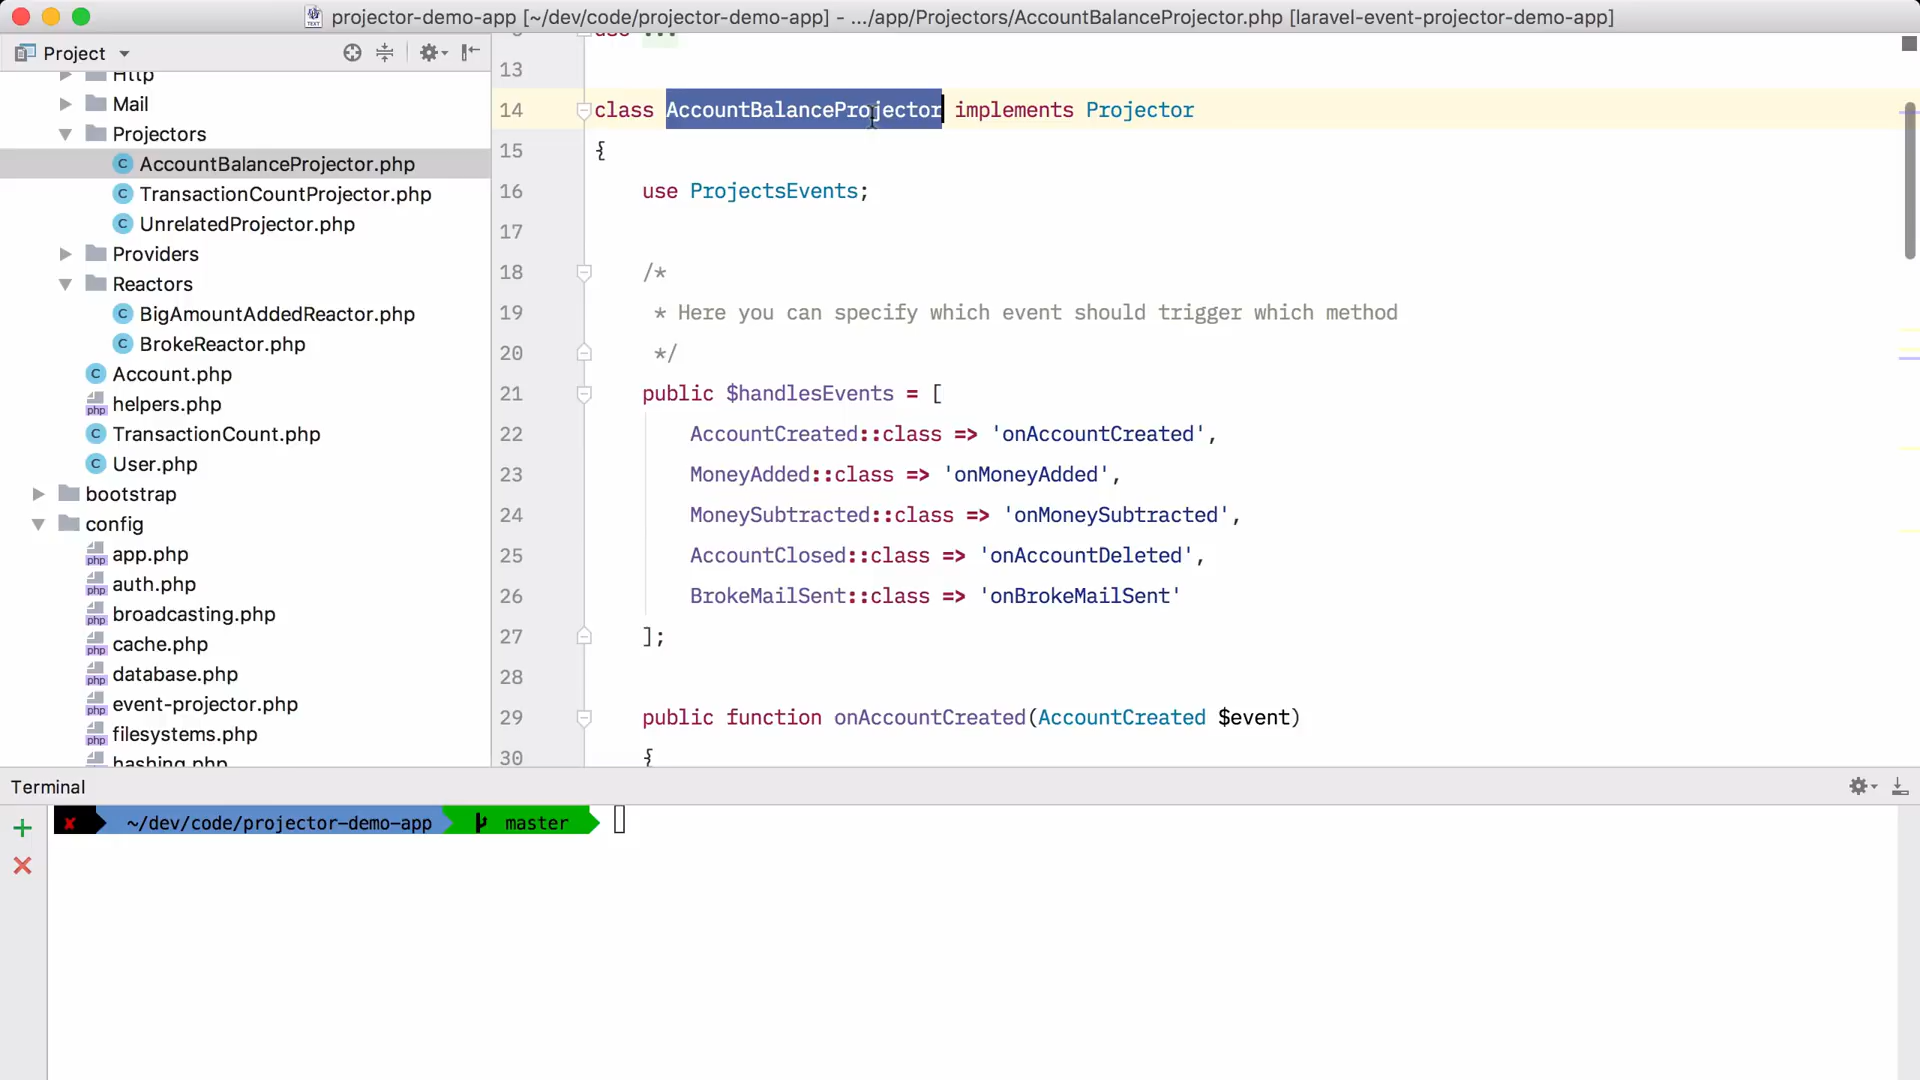 projector-demo-app [~/dev/code/projector-demo-app] - .../app/Projectors/AccountBalanceProjector.php [laravel-event-projector-demo-app]
Project
Http
Mail
Projectors
AccountBalanceProjector.php
TransactionCountProjector.php
UnrelatedProjector.php
Providers
Reactors
BigAmountAddedReactor.php
BrokeReactor.php
Account.php
helpers.php
TransactionCount.php
User.php
bootstrap
config
app.php
auth.php
broadcasting.php
cache.php
database.php
event-projector.php
filesystems.php
hashing.php
use ...
13
14 class AccountBalanceProjector implements Projector
15 {
16 use ProjectsEvents;
17
18 /*
19 * Here you can specify which event should trigger which method
20 */
21 public $handlesEvents = [
22 AccountCreated::class => 'onAccountCreated',
23 MoneyAdded::class => 'onMoneyAdded',
24 MoneySubtracted::class => 'onMoneySubtracted',
25 AccountClosed::class => 'onAccountDeleted',
26 BrokeMailSent::class => 'onBrokeMailSent'
27 ];
28
29 public function onAccountCreated(AccountCreated $event)
30 {
Terminal
~/dev/code/projector-demo-app master